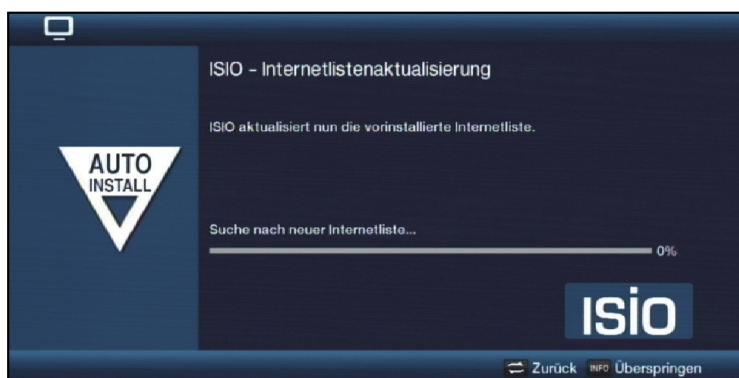 ISIO - Internetlistenaktualisierung
ISIO aktualisiert nun die vorinstallierte Internetliste.
AUTO
INSTALL
Suche nach neuer Internetliste...
0%
ISIO
Zurück INFO Überspringen